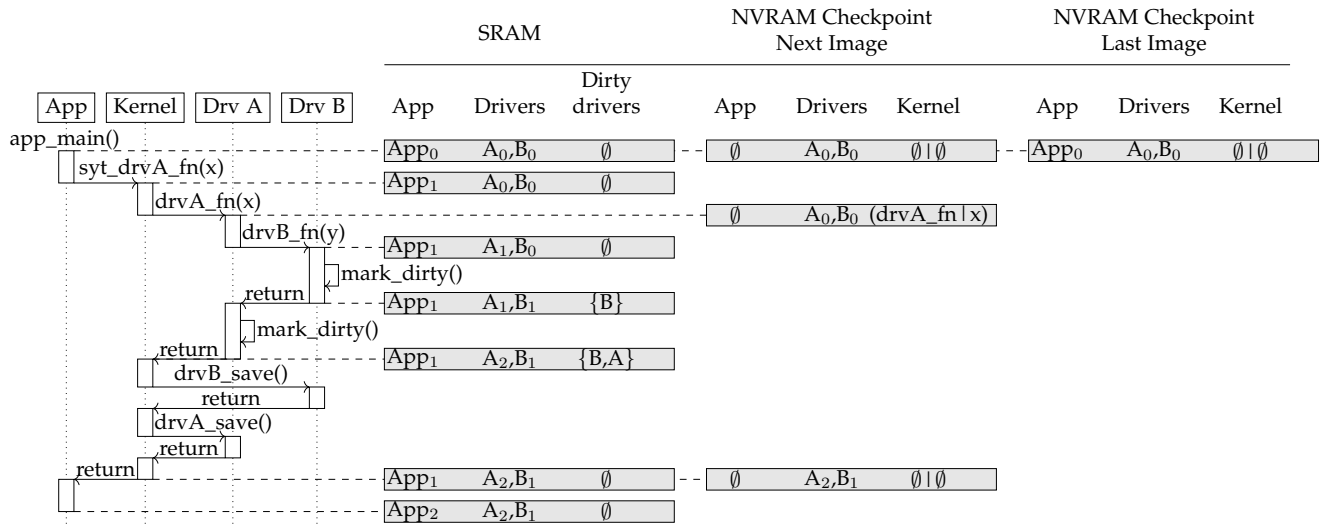 SRAM
NVRAM Checkpoint
Next Image
NVRAM Checkpoint
Last Image
App Kernel Drv A Drv B
App Drivers Dirty
drivers
App Drivers Kernel
App Drivers Kernel
app_main()
App₀ A₀,B₀ ∅
∅ A₀,B₀ ∅|∅
App₀ A₀,B₀ ∅|∅
syt_drvA_fn(x)
App₁ A₀,B₀ ∅
drvA_fn(x)
∅ A₀,B₀ (drvA_fn|x)
drvB_fn(y)
App₁ A₁,B₀ ∅
mark_dirty()
return
App₁ A₁,B₁ {B}
mark_dirty()
return
App₁ A₂,B₁ {B,A}
drvB_save()
return
drvA_save()
return
return
App₁ A₂,B₁ ∅
∅ A₂,B₁ ∅|∅
App₂ A₂,B₁ ∅